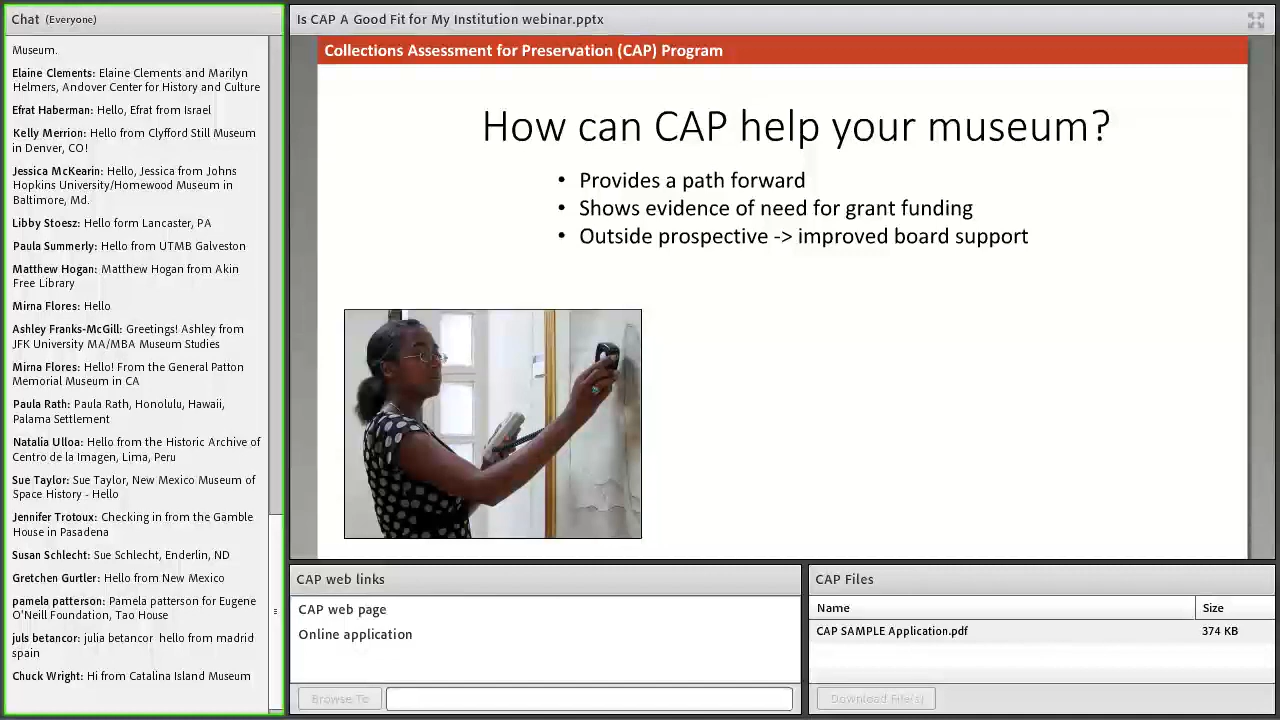 Chat (Everyone)
Museum.
Elaine Clements: Elaine Clements and Marilyn
Helmers, Andover Center for History and Culture
Efrat Haberman: Hello, Efrat from Israel
Kelly Merrion: Hello from Clyfford Still Museum
in Denver, CO!
Jessica McKearin: Hello, Jessica from Johns
Hopkins University/Homewood Museum in
Baltimore, Md.
Libby Stoesz: Hello form Lancaster, PA
Paula Summerly: Hello from UTMB Galveston
Matthew Hogan: Matthew Hogan from Akin
Free Library
Mirna Flores: Hello
Ashley Franks-McGill: Greetings! Ashley from
JFK University MA/MBA Museum Studies
Mirna Flores: Hello! From the General Patton
Memorial Museum in CA
Paula Rath: Paula Rath, Honolulu, Hawaii,
Palama Settlement
Natalia Ulloa: Hello from the Historic Archive of
Centro de la Imagen, Lima, Peru
Sue Taylor: Sue Taylor, New Mexico Museum of
Space History - Hello
Jennifer Trotoux: Checking in from the Gamble
House in Pasadena
Susan Schlecht: Sue Schlecht, Enderlin, ND
Gretchen Gurtler: Hello from New Mexico
pamela patterson: Pamela patterson for Eugene
O'Neill Foundation, Tao House
juls betancor: julia betancor hello from madrid
spain
Chuck Wright: Hi from Catalina Island Museum
Is CAP A Good Fit for My Institution webinar.pptx
Collections Assessment for Preservation (CAP) Program
How can CAP help your museum?
• Provides a path forward
• Shows evidence of need for grant funding
• Outside prospective -> improved board support
CAP web links
CAP web page
Online application
Browse To
CAP Files
Name Size
CAP SAMPLE Application.pdf 374 KB
Download File(s)